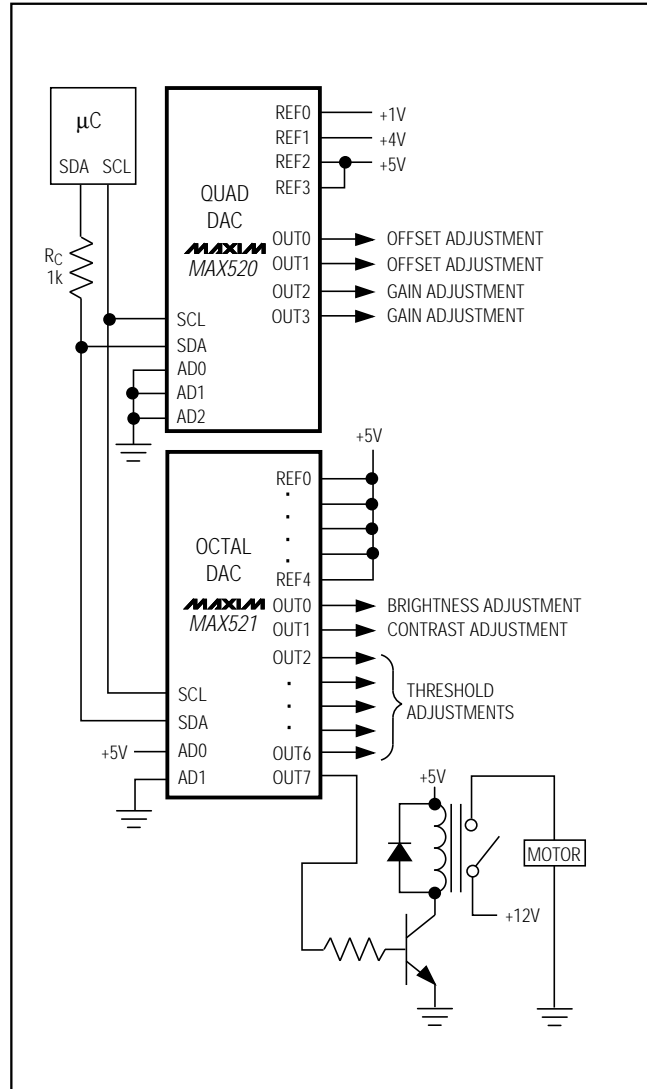 µC
SDA SCL
RC
1k
QUAD
DAC
MAXIM
MAX520
REF0
REF1
REF2
REF3
+1V
+4V
+5V
OUT0
OUT1
OUT2
OUT3
OFFSET ADJUSTMENT
OFFSET ADJUSTMENT
GAIN ADJUSTMENT
GAIN ADJUSTMENT
SCL
SDA
AD0
AD1
AD2
+5V
OCTAL
DAC
MAXIM
MAX521
REF0
REF4
OUT0
OUT1
OUT2
OUT6
OUT7
BRIGHTNESS ADJUSTMENT
CONTRAST ADJUSTMENT
THRESHOLD
ADJUSTMENTS
SCL
SDA
+5V
AD0
AD1
+5V
MOTOR
+12V